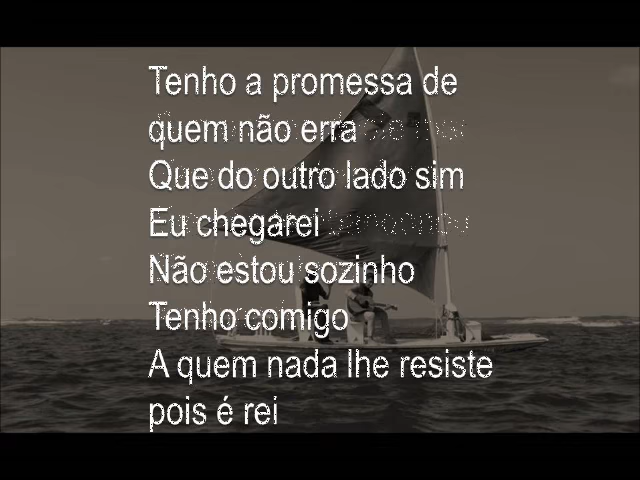 Tenho a promessa de
quem não erra
Que do outro lado sim
Eu chegarei
Não estou sozinho
Tenho comigo
A quem nada lhe resiste
pois é rei